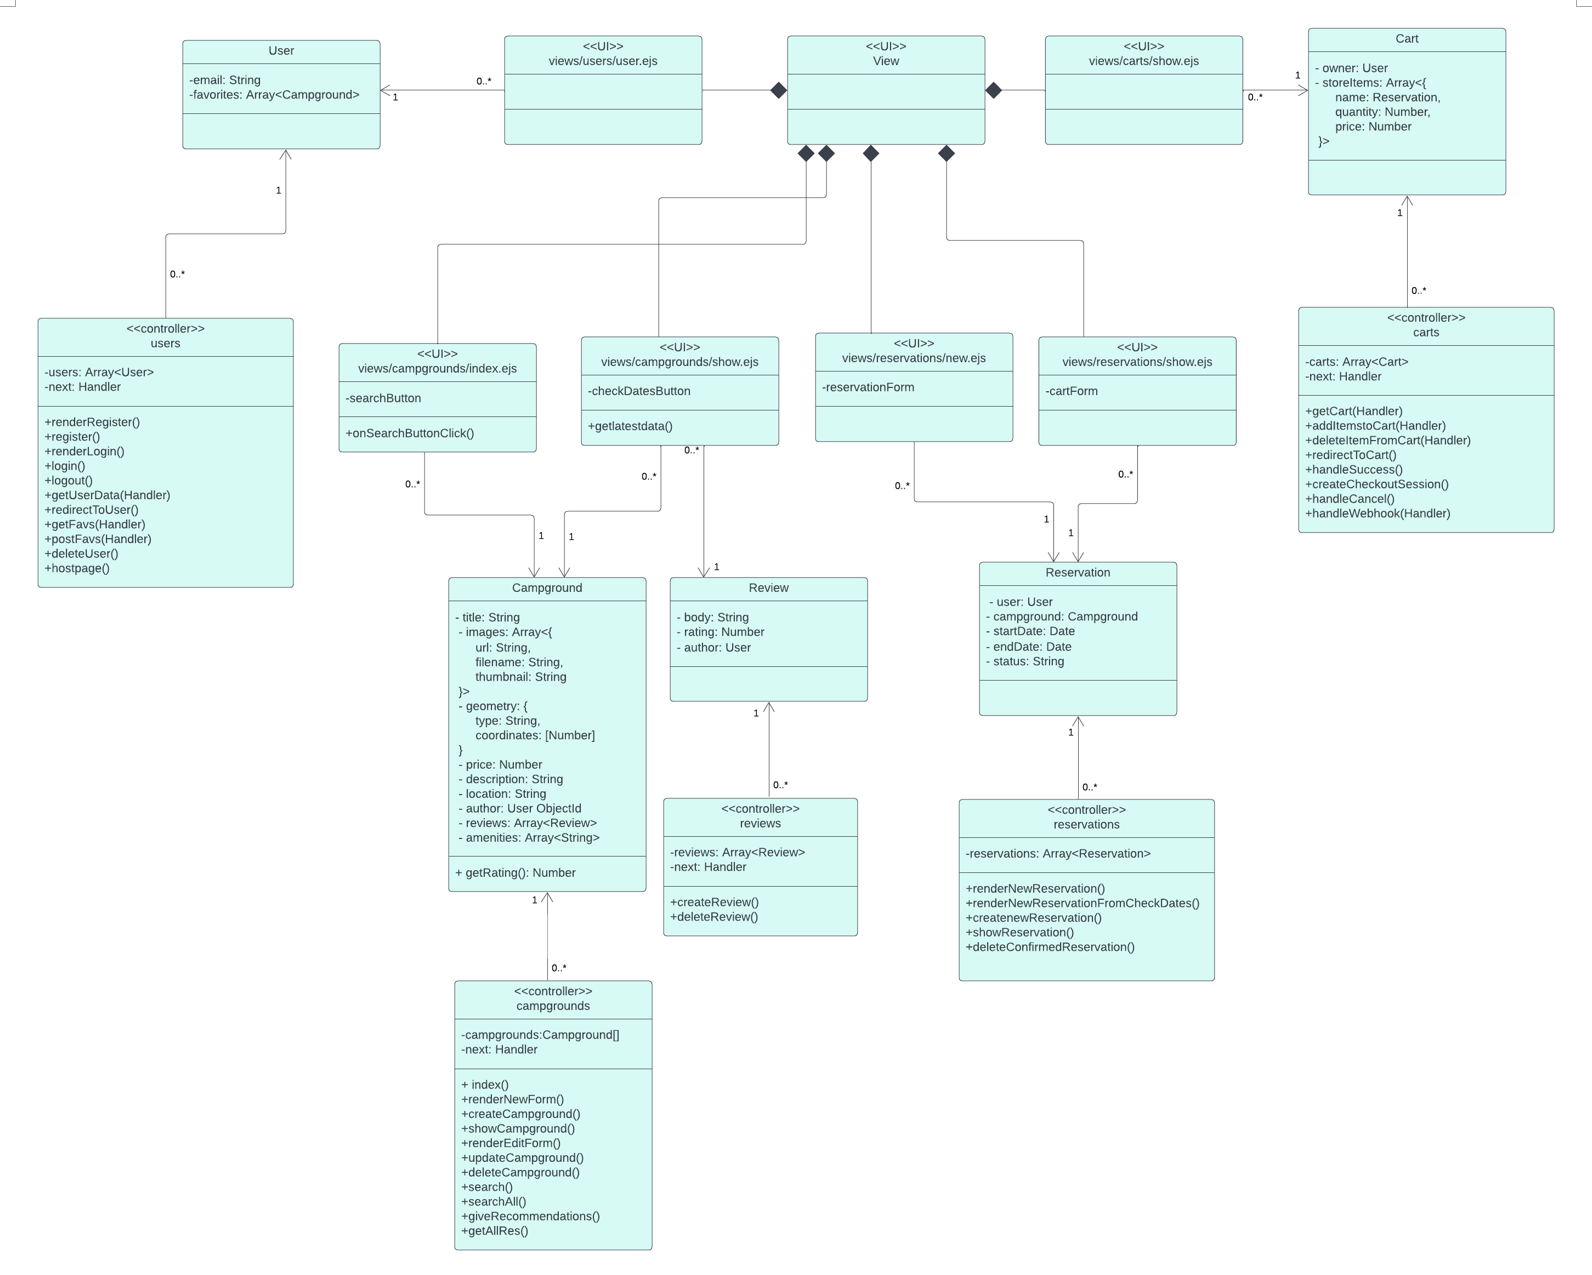 User
-email: String
-favorites: Array<Campground>
<<UI>>
views/users/user.ejs
<<UI>>
View
<<UI>>
views/carts/show.ejs
Cart
- owner: User
- storeItems: Array<{
name: Reservation,
quantity: Number,
price: Number
}>
0..*
1
1
0..*
1
0..*
1
0..*
<<controller>>
users
-users: Array<User>
-next: Handler
+renderRegister()
+register()
+renderLogin()
+login()
+logout()
+getUserData(Handler)
+redirectToUser()
+getFavs(Handler)
+postFavs(Handler)
+deleteUser()
+hostpage()
<<UI>>
views/campgrounds/index.ejs
-searchButton
+onSearchButtonClick()
<<UI>>
views/campgrounds/show.ejs
-checkDatesButton
+getlatestdata()
<<UI>>
views/reservations/new.ejs
-reservationForm
<<UI>>
views/reservations/show.ejs
-cartForm
<<controller>>
carts
-carts: Array<Cart>
-next: Handler
+getCart(Handler)
+addItemstoCart(Handler)
+deleteItemFromCart(Handler)
+redirectToCart()
+handleSuccess()
+createCheckoutSession()
+handleCancel()
+handleWebhook(Handler)
0..*
0..*
0..*
0..*
0..*
1
1
1
1
1
Campground
- title: String
- images: Array<{
url: String,
filename: String,
thumbnail: String
}>
- geometry: {
type: String,
coordinates: [Number]
}
- price: Number
- description: String
- location: String
- author: User ObjectId
- reviews: Array<Review>
- amenities: Array<String>
+ getRating(): Number
Review
- body: String
- rating: Number
- author: User
Reservation
- user: User
- campground: Campground
- startDate: Date
- endDate: Date
- status: String
1
0..*
1
0..*
<<controller>>
reviews
-reviews: Array<Review>
-next: Handler
+createReview()
+deleteReview()
<<controller>>
reservations
-reservations: Array<Reservation>
+renderNewReservation()
+renderNewReservationFromCheckDates()
+createnewReservation()
+showReservation()
+deleteConfirmedReservation()
1
0..*
<<controller>>
campgrounds
-campgrounds:Campground[]
-next: Handler
+ index()
+renderNewForm()
+createCampground()
+showCampground()
+renderEditForm()
+updateCampground()
+deleteCampground()
+search()
+searchAll()
+giveRecommendations()
+getAllRes()